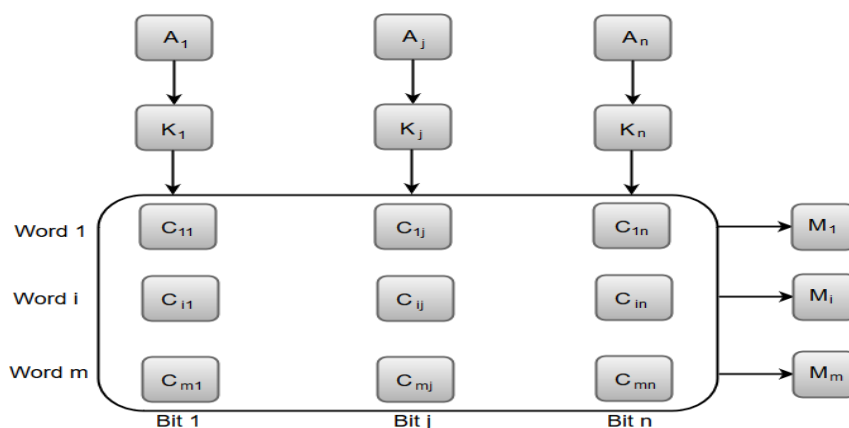 A1 Aj An
K1 Kj Kn
Word 1 C11 C1j C1n M1
Word i Ci1 Cij Cin Mi
Word m Cm1 Cmj Cmn Mm
Bit 1 Bit j Bit n